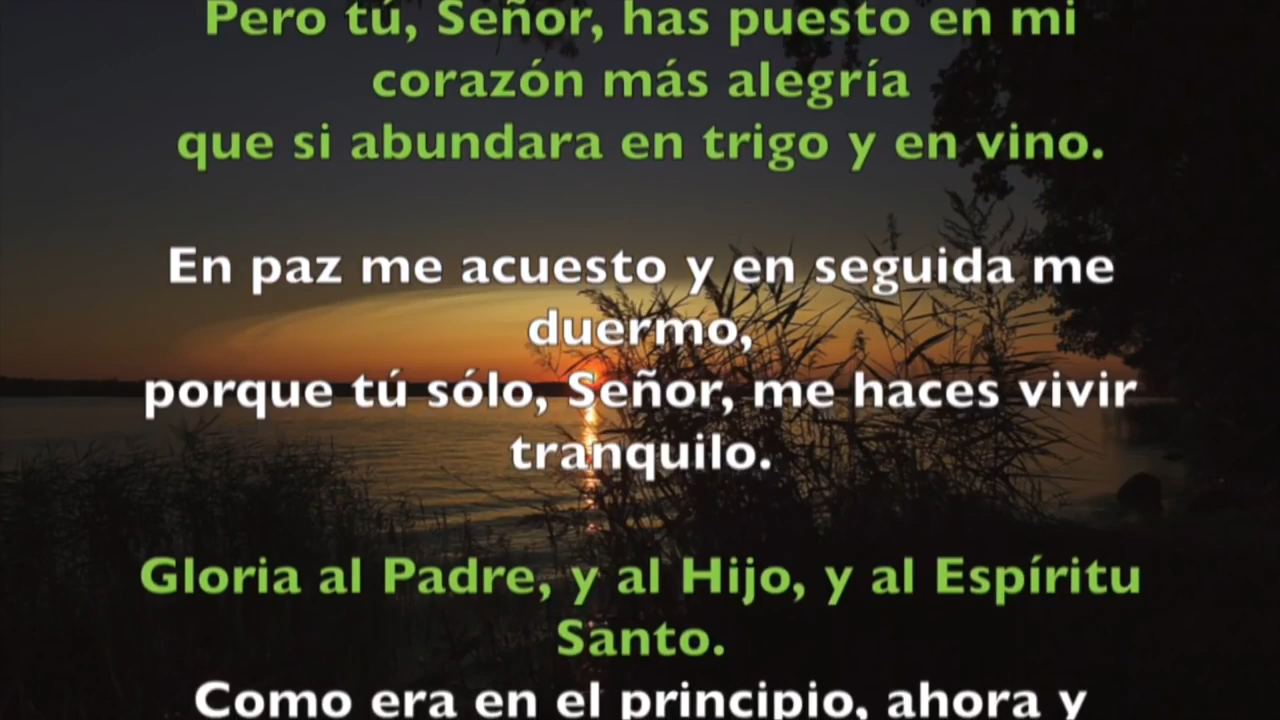 Pero tú, Señor, has puesto en mi
corazón más alegría
que si abundara en trigo y en vino.
En paz me acuesto y en seguida me
duermo,
porque tú sólo, Señor, me haces vivir
tranquilo.
Gloria al Padre, y al Hijo, y al Espíritu
Santo.
Como era en el principio, ahora y